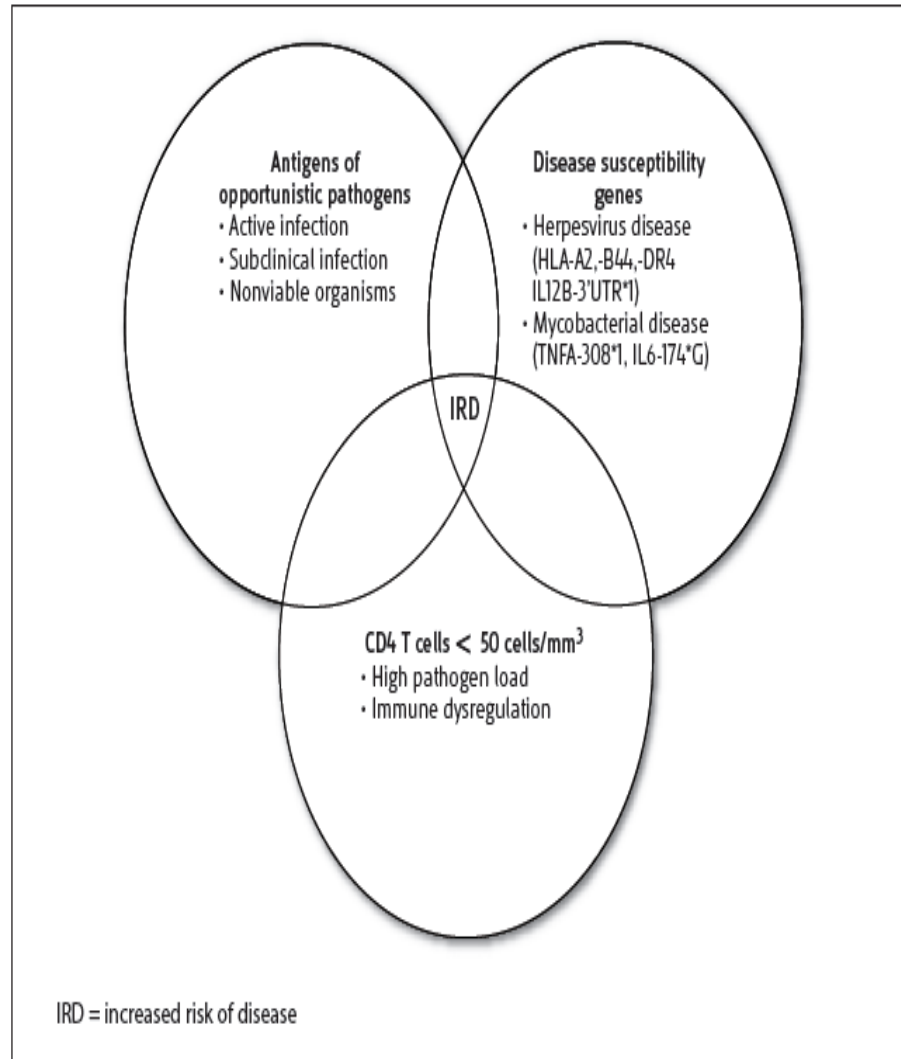 Antigens of
opportunistic pathogens
• Active infection
• Subclinical infection
• Nonviable organisms
Disease susceptibility
genes
• Herpesvirus disease
(HLA-A2,-B44,-DR4
IL12B-3'UTR*1)
• Mycobacterial disease
(TNFA-308*1, IL6-174*G)
IRD
CD4 T cells < 50 cells/mm³
• High pathogen load
• Immune dysregulation
IRD = increased risk of disease